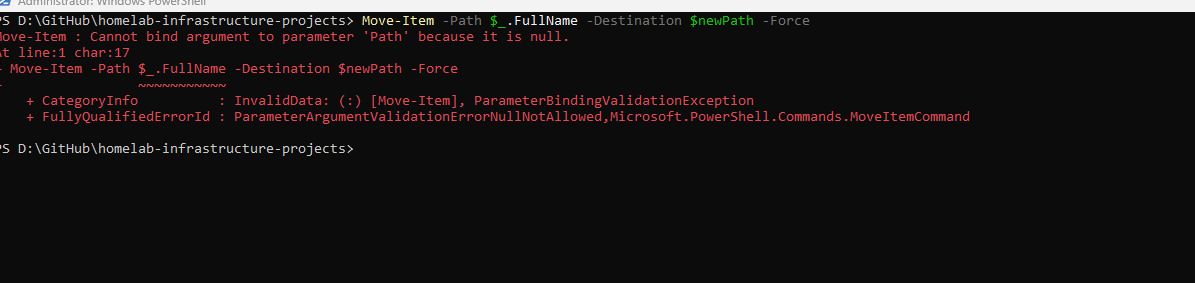 Administrator: Windows PowerShell
PS D:\GitHub\homelab-infrastructure-projects> Move-Item -Path $_.FullName -Destination $newPath -Force
Move-Item : Cannot bind argument to parameter 'Path' because it is null.
At line:1 char:17
+ Move-Item -Path $_.FullName -Destination $newPath -Force
+                 ~~~~~~~~~~~
    + CategoryInfo          : InvalidData: (:) [Move-Item], ParameterBindingValidationException
    + FullyQualifiedErrorId : ParameterArgumentValidationErrorNullNotAllowed,Microsoft.PowerShell.Commands.MoveItemCommand
PS D:\GitHub\homelab-infrastructure-projects>